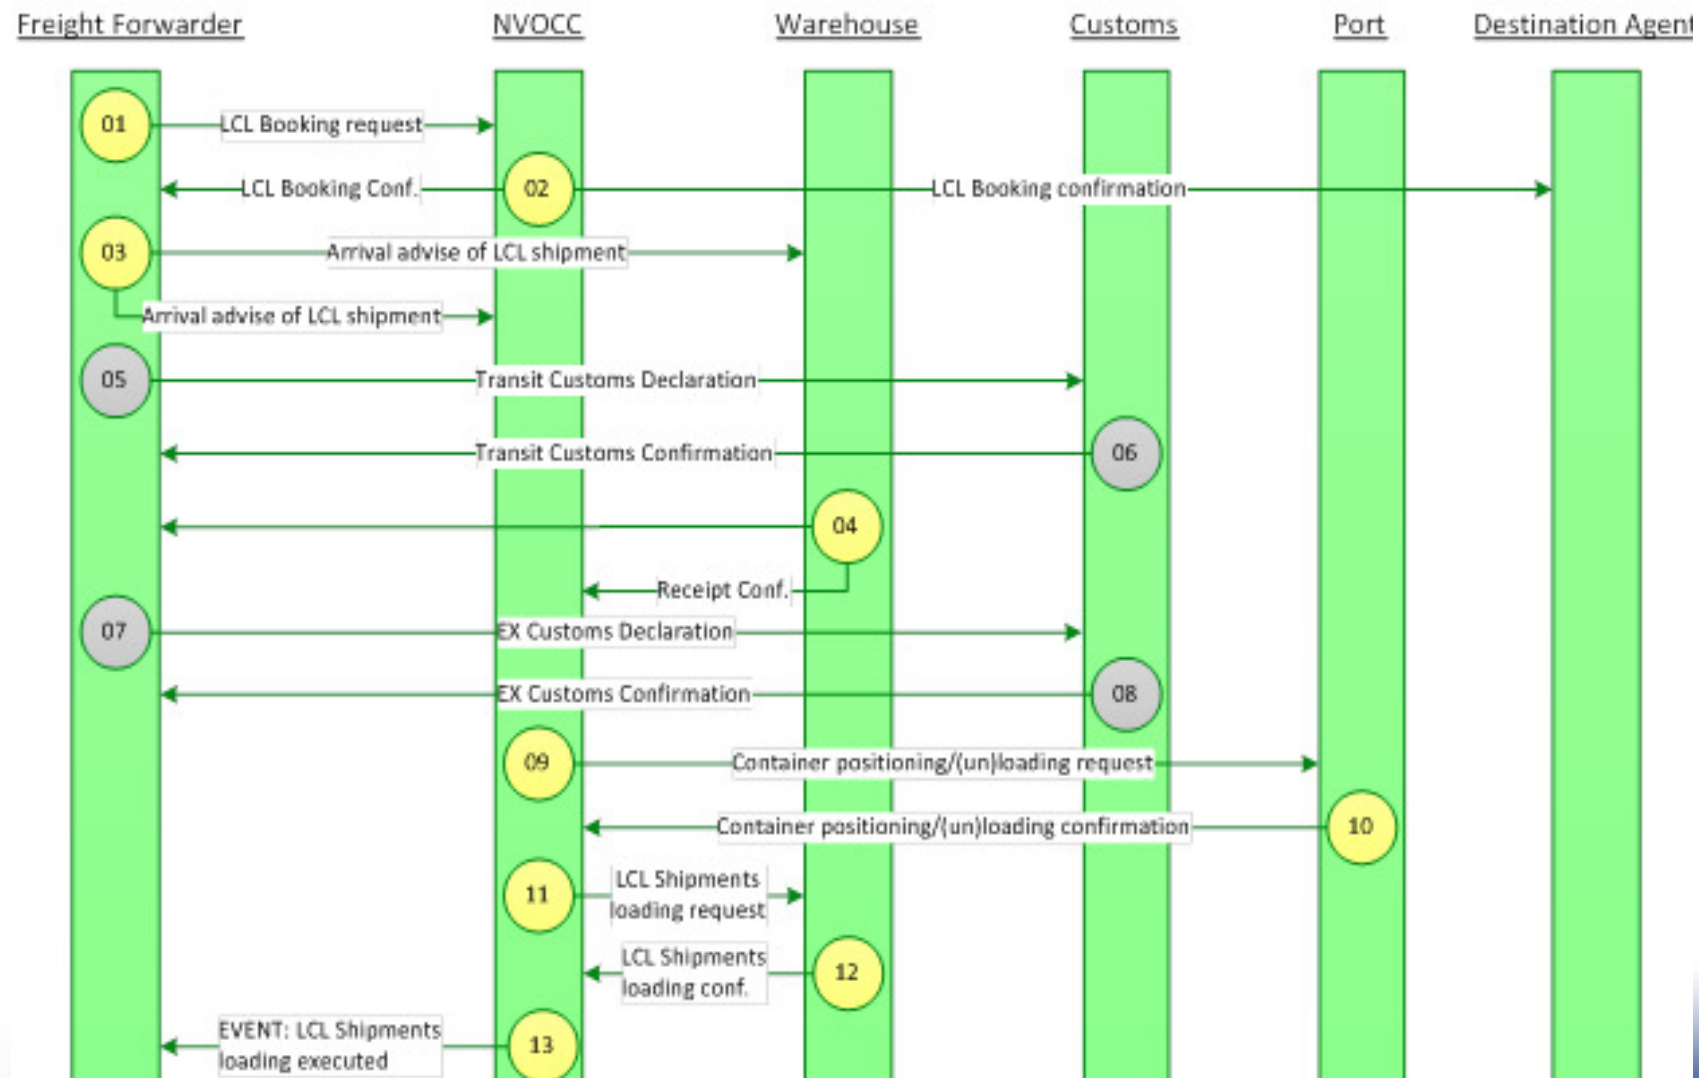 Freight Forwarder NVOCC Warehouse Customs Port Destination Agent
01 LCL Booking request
LCL Booking Conf. 02 LCL Booking confirmation
03 Arrival advise of LCL shipment
Arrival advise of LCL shipment
05 Transit Customs Declaration
Transit Customs Confirmation 06
04
Receipt Conf.
07 EX Customs Declaration
EX Customs Confirmation 08
09 Container positioning/(un)loading request
Container positioning/(un)loading confirmation 10
11 LCL Shipments
loading request
LCL Shipments
loading conf. 12
EVENT: LCL Shipments
loading executed 13